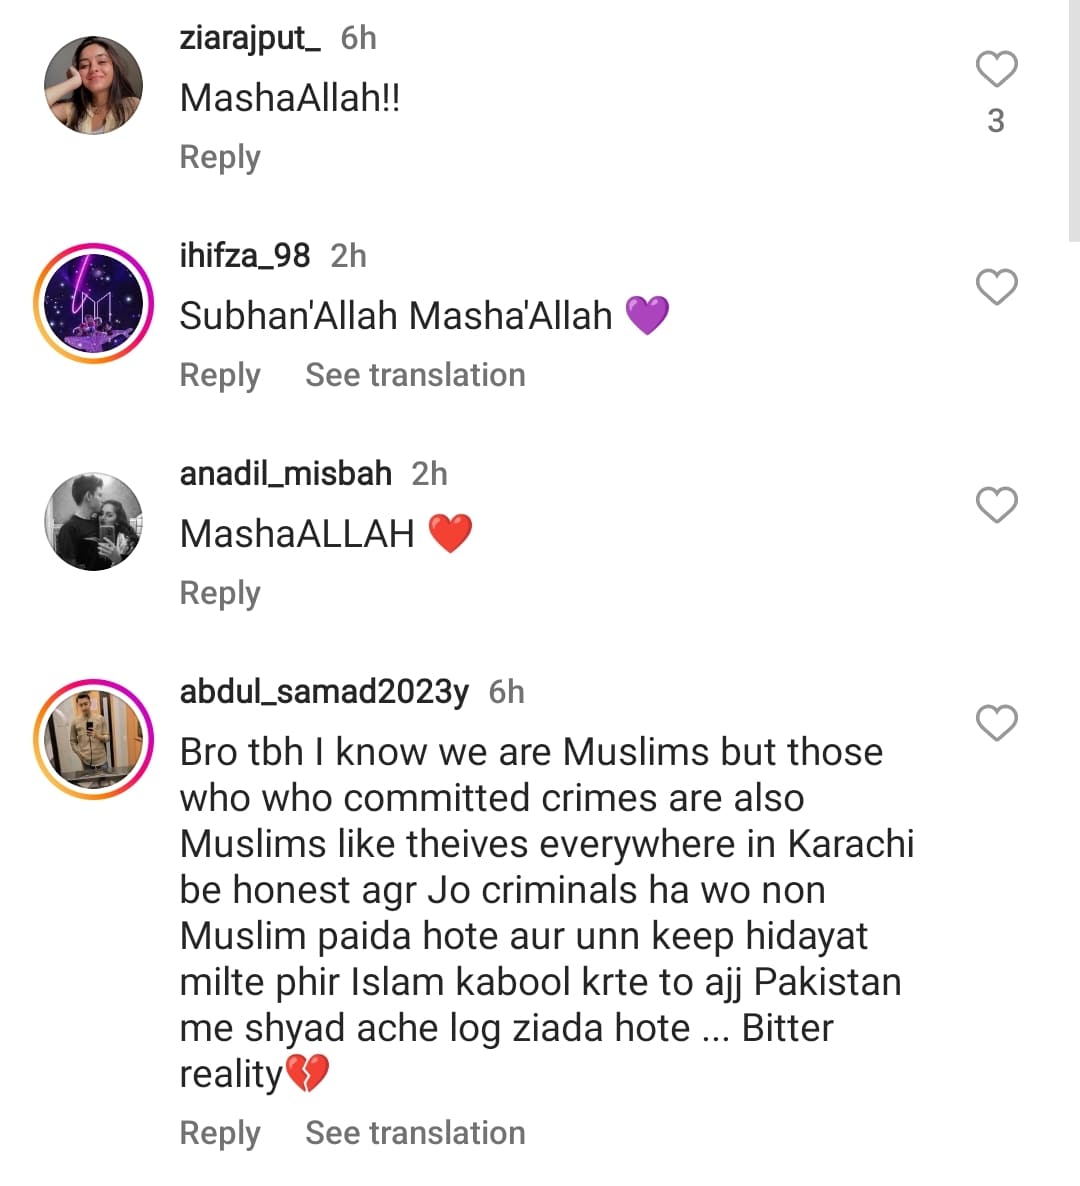 ziarajput_ 6h
MashaAllah!!
3
Reply
ihifza_98 2h
Subhan'Allah Masha'Allah 💜
Reply See translation
anadil_misbah 2h
MashaALLAH ❤️
Reply
abdul_samad2023y 6h
Bro tbh I know we are Muslims but those
who who committed crimes are also
Muslims like theives everywhere in Karachi
be honest agr Jo criminals ha wo non
Muslim paida hote aur unn keep hidayat
milte phir Islam kabool krte to ajj Pakistan
me shyad ache log ziada hote ... Bitter
reality💔
Reply See translation